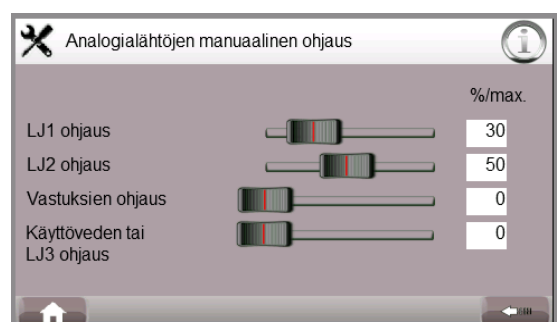 Analogialähtöjen manuaalinen ohjaus
%/max.
LJ1 ohjaus 30
LJ2 ohjaus 50
Vastuksien ohjaus 0
Käyttöveden tai
LJ3 ohjaus 0